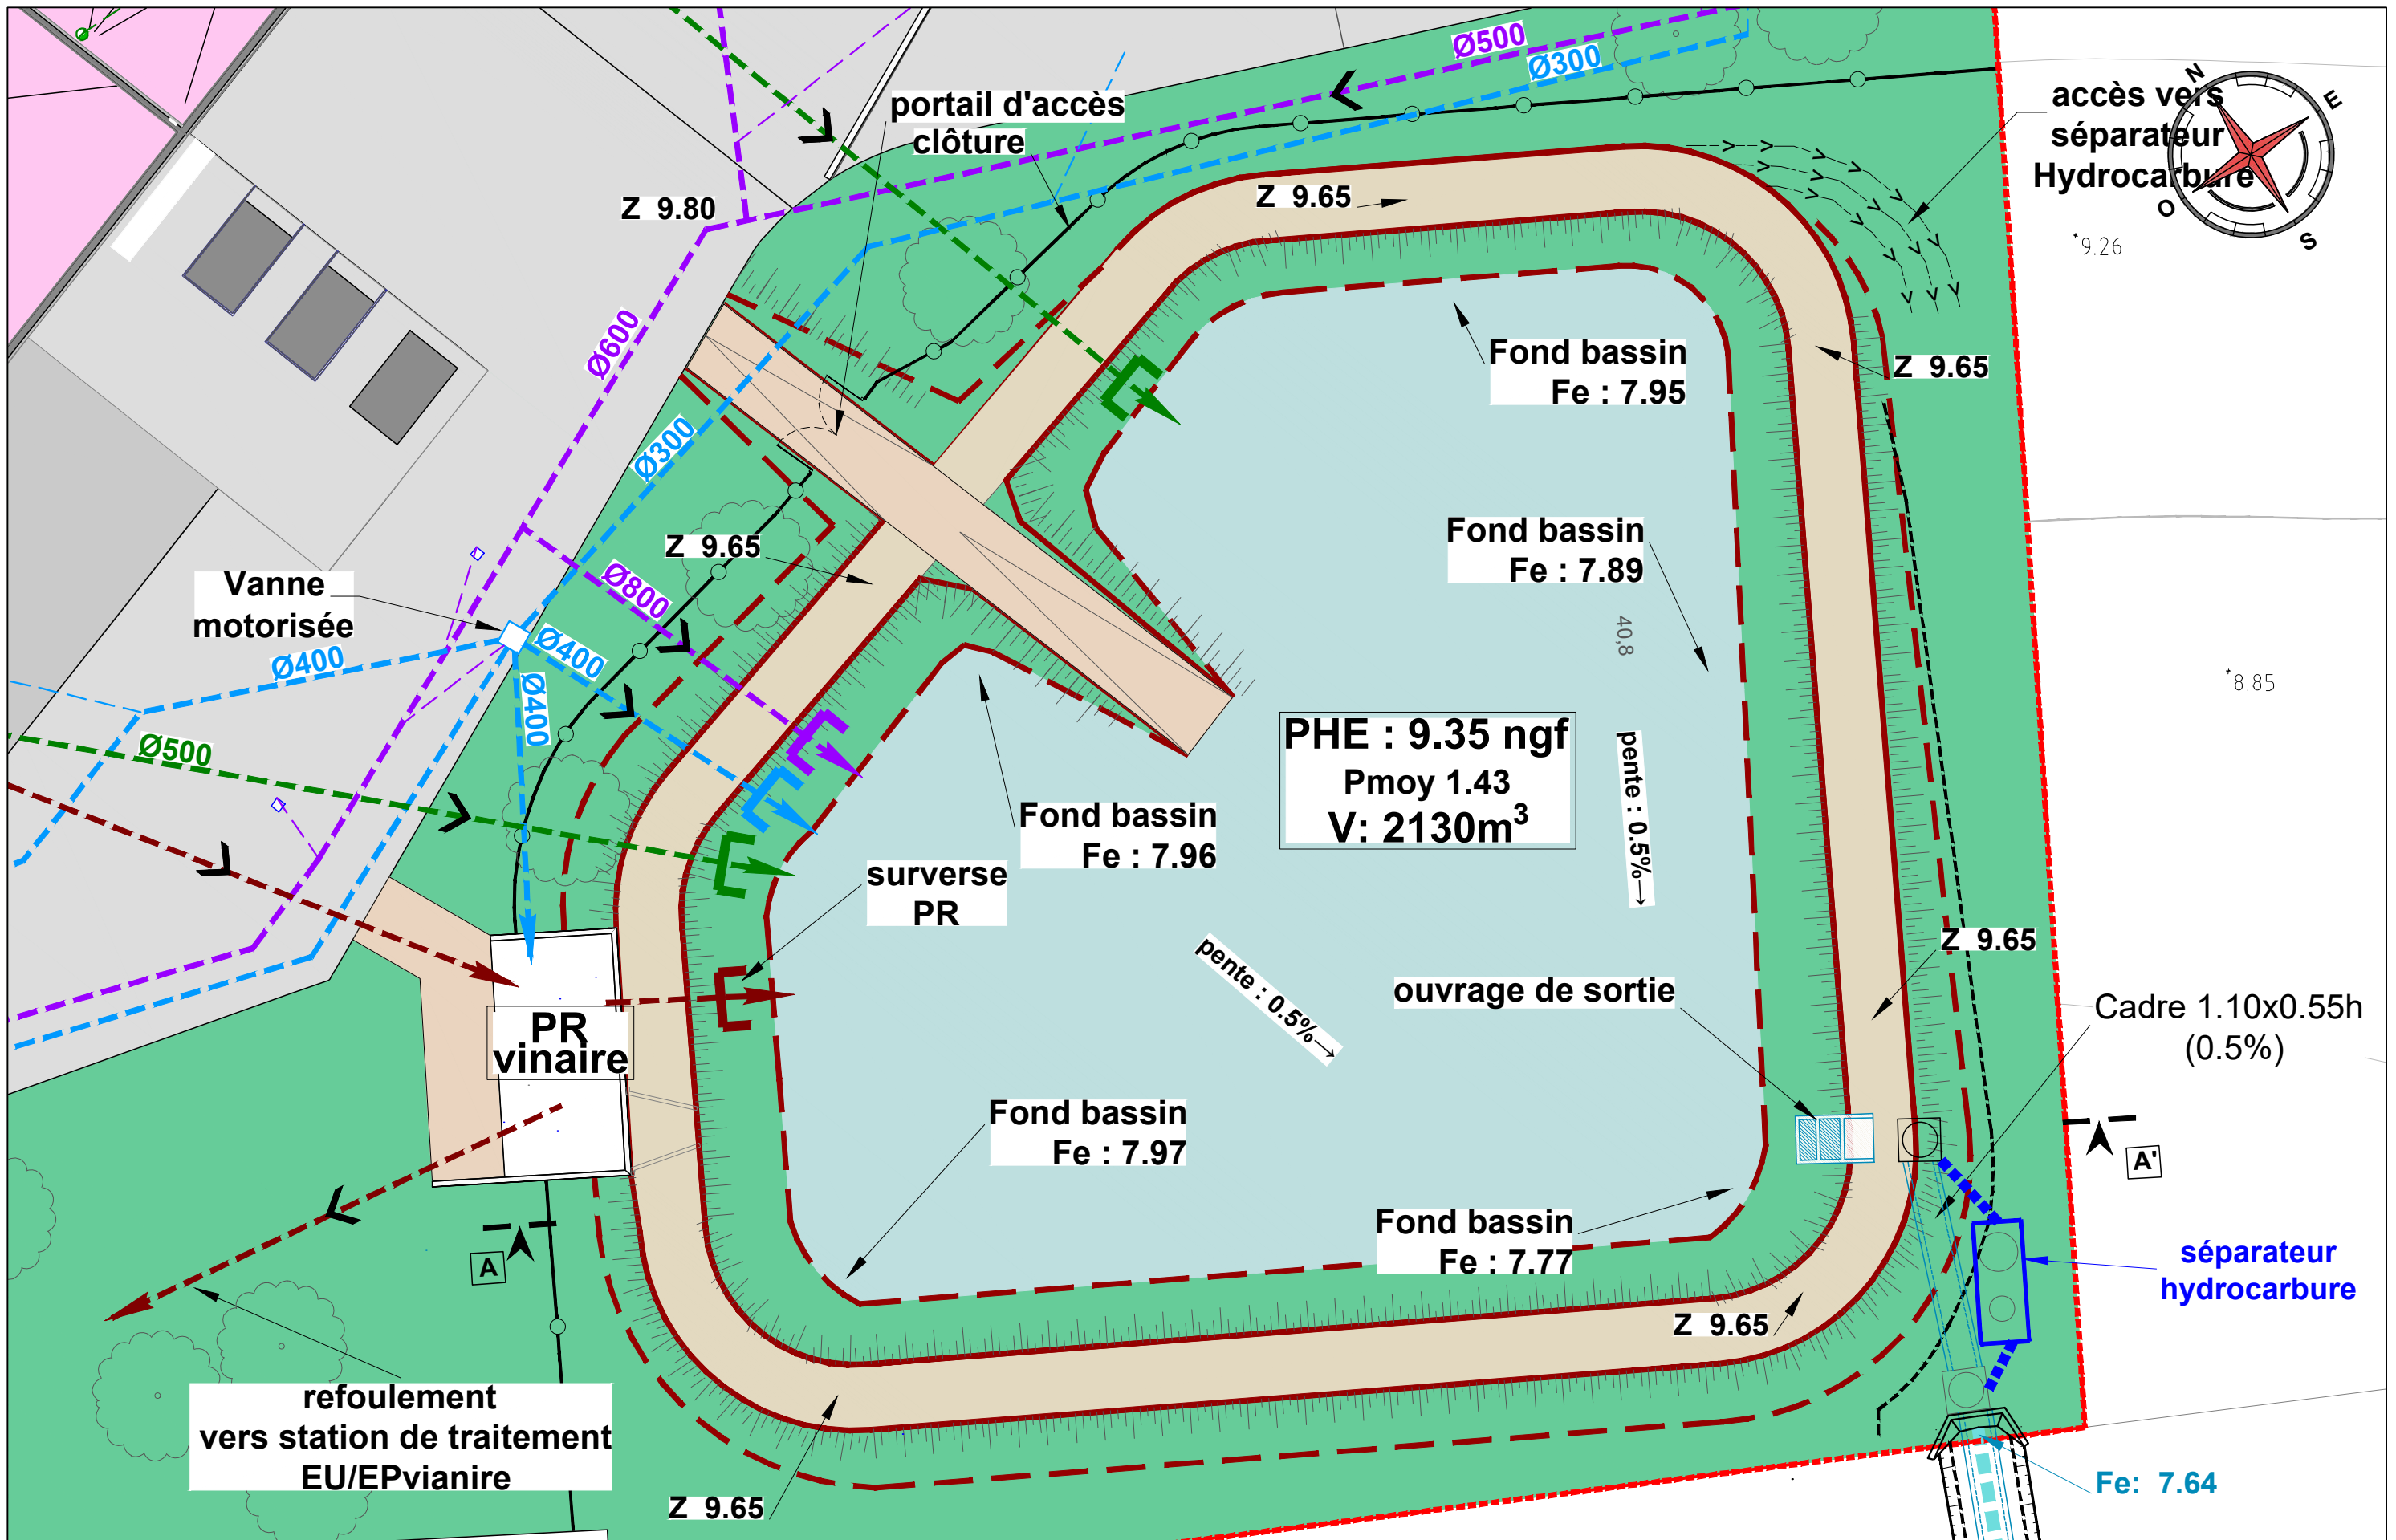 Ø500
Ø300
portail d'accès
clôture
accès vers
séparateur
Hydrocarbure
N
E
O
S
Z 9.80
Z 9.65
9.26
Ø600
Fond bassin
Fe : 7.95
Z 9.65
Ø300
Z 9.65
Fond bassin
Fe : 7.89
Vanne
motorisée
Ø800
Ø400
Ø400
Ø400
40,8
8.85
Ø500
PHE : 9.35 ngf
Pmoy 1.43
V: 2130m³
pente : 0.5%→
Fond bassin
Fe : 7.96
surverse
PR
pente : 0.5%→
Z 9.65
ouvrage de sortie
Cadre 1.10x0.55h
(0.5%)
PR
vinaire
Fond bassin
Fe : 7.97
A'
Fond bassin
Fe : 7.77
A
séparateur
hydrocarbure
Z 9.65
refoulement
vers station de traitement
EU/EPvianire
Z 9.65
Fe: 7.64